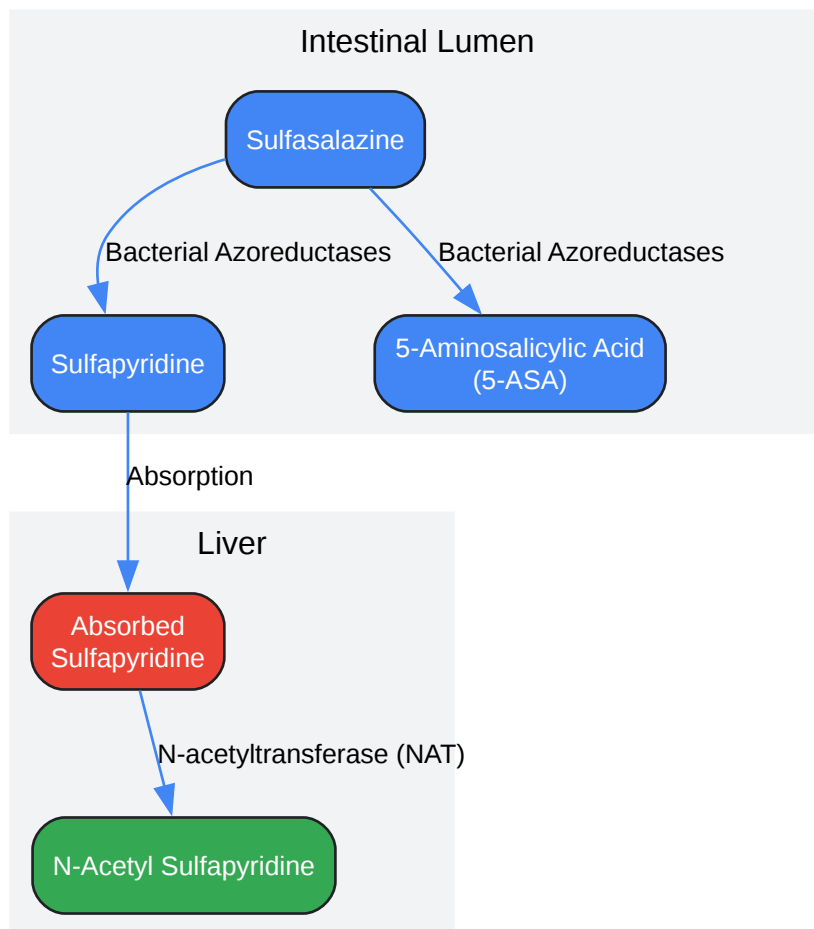 Intestinal Lumen
Sulfasalazine
Bacterial Azoreductases
Bacterial Azoreductases
Sulfapyridine
5-Aminosalicylic Acid
(5-ASA)
Absorption
Liver
Absorbed
Sulfapyridine
N-acetyltransferase (NAT)
N-Acetyl Sulfapyridine